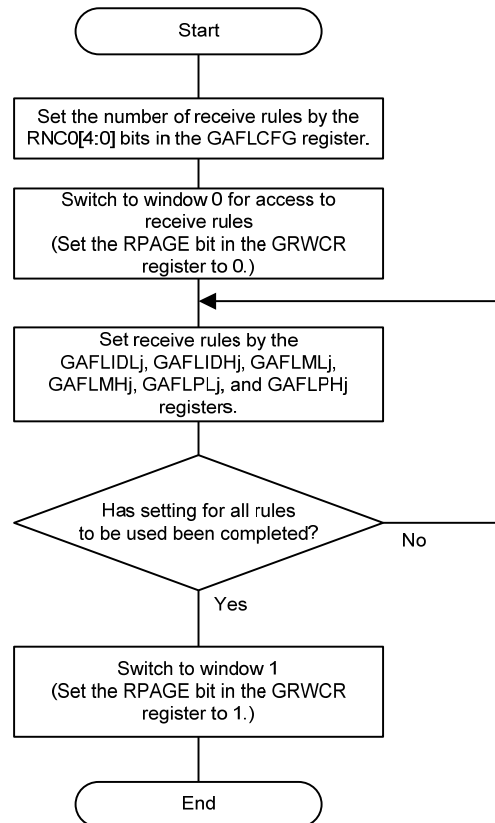 Start
Set the number of receive rules by the
RNC0[4:0] bits in the GAFLCFG register.
Switch to window 0 for access to
receive rules
(Set the RPAGE bit in the GRWCR
register to 0.)
Set receive rules by the
GAFLIDLj, GAFLIDHj, GAFLMLj,
GAFLMHj, GAFLPLj, and GAFLPHj
registers.
Has setting for all rules
to be used been completed?
No
Yes
Switch to window 1
(Set the RPAGE bit in the GRWCR
register to 1.)
End